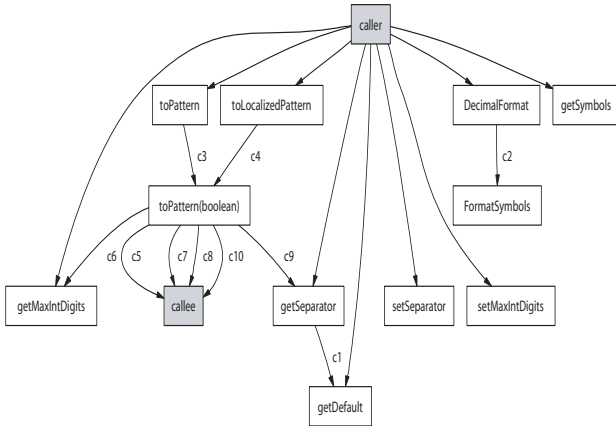 caller
toPattern
toLocalizedPattern
DecimalFormat
getSymbols
c3
c4
c2
toPattern(boolean)
FormatSymbols
c6
c5
c7
c8
c10
c9
getMaxIntDigits
callee
getSeparator
setSeparator
setMaxIntDigits
c1
getDefault